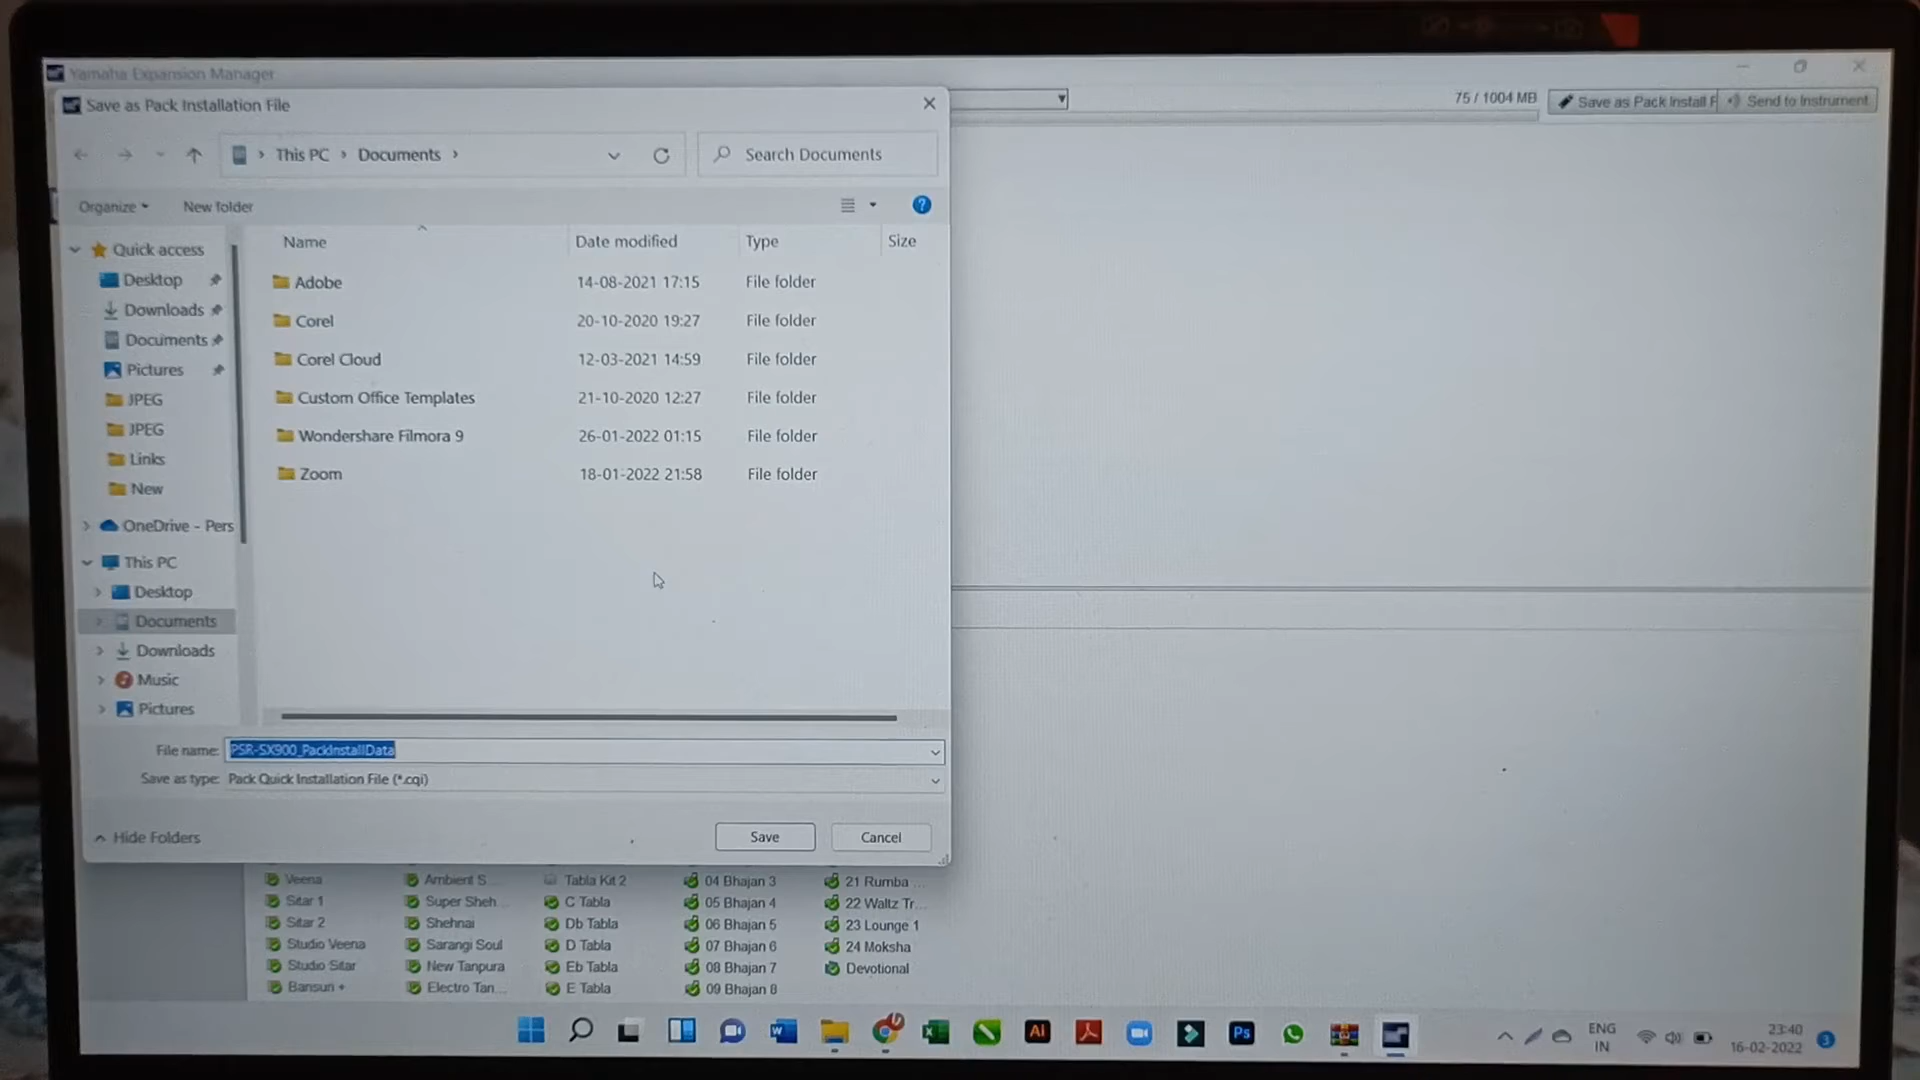 Yamaha Expansion Manager
Save as Pack Installation File
75 / 1004 MB
Save as Pack Install F
Send to Instrument
This PC > Documents >
Search Documents
Organize
New folder
Name
Date modified
Type
Size
Quick access
Desktop
Downloads
Documents
Pictures
JPEG
JPEG
Links
New
OneDrive - Pers
This PC
Desktop
Documents
Downloads
Music
Pictures
Adobe 14-08-2021 17:15 File folder
Corel 20-10-2020 19:27 File folder
Corel Cloud 12-03-2021 14:59 File folder
Custom Office Templates 21-10-2020 12:27 File folder
Wondershare Filmora 9 26-01-2022 01:15 File folder
Zoom 18-01-2022 21:58 File folder
File name: PSR-SX900_PackInstallData
Save as type: Pack Quick Installation File (*.cqi)
Hide Folders
Save
Cancel
Veena Ambient S... Tabla Kit 2 04 Bhajan 3 21 Rumba ...
Sitar 1 Super Sheh... C Tabla 05 Bhajan 4 22 Waltz Tr...
Sitar 2 Shehnai Db Tabla 06 Bhajan 5 23 Lounge 1
Studio Veena Sarangi Soul D Tabla 07 Bhajan 6 24 Moksha
Studio Sitar New Tanpura Eb Tabla 08 Bhajan 7 Devotional
Bansuri + Electro Tan... E Tabla 09 Bhajan 8
Ai
Ps
ENG
IN
23:40
16-02-2022
3